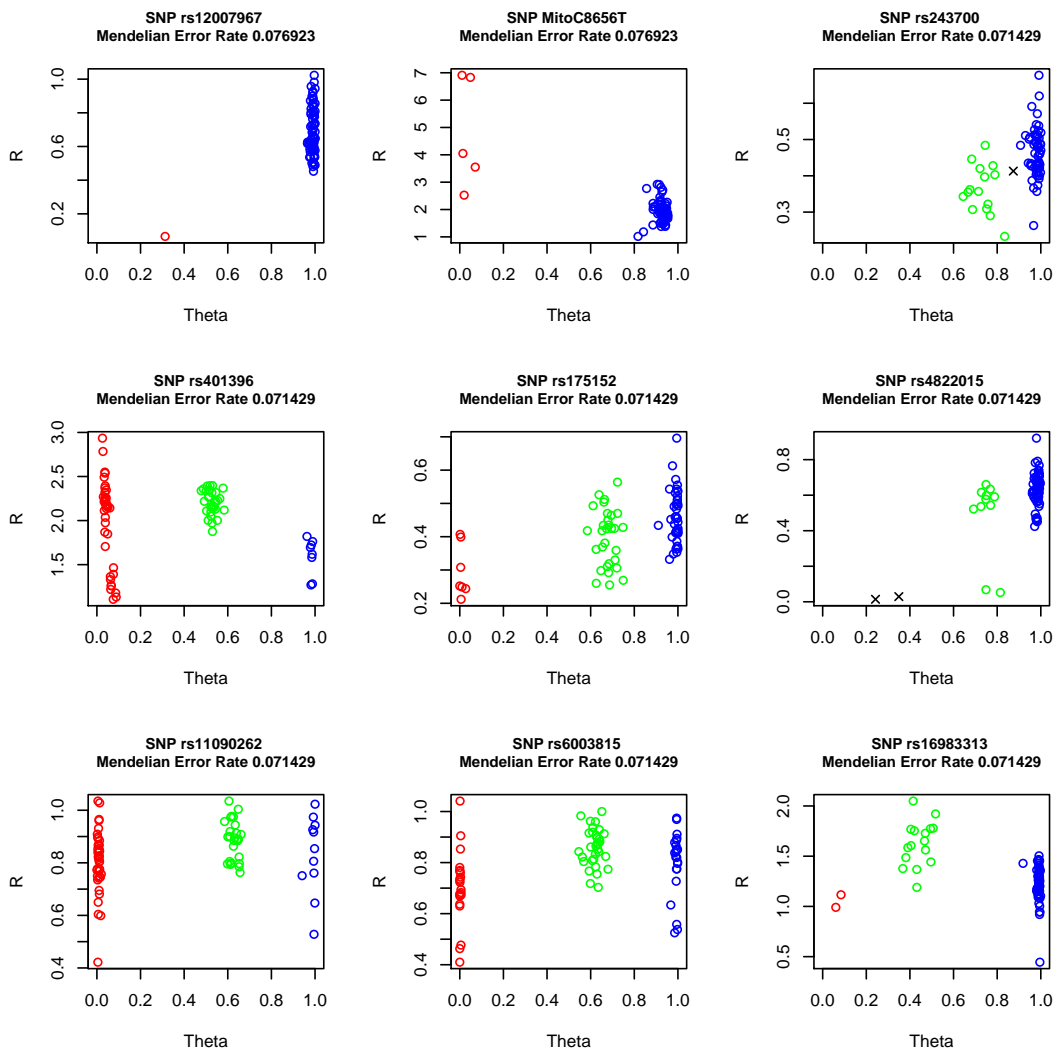 SNP rs12007967
Mendelian Error Rate 0.076923
R
0.2
0.6
1.0
0.0 0.2 0.4 0.6 0.8 1.0
Theta
SNP MitoC8656T
Mendelian Error Rate 0.076923
R
1 2 3 4 5 6 7
0.0 0.2 0.4 0.6 0.8 1.0
Theta
SNP rs243700
Mendelian Error Rate 0.071429
R
0.3
0.5
0.0 0.2 0.4 0.6 0.8 1.0
Theta
SNP rs401396
Mendelian Error Rate 0.071429
R
1.5 2.0 2.5 3.0
0.0 0.2 0.4 0.6 0.8 1.0
Theta
SNP rs175152
Mendelian Error Rate 0.071429
R
0.2 0.4 0.6
0.0 0.2 0.4 0.6 0.8 1.0
Theta
SNP rs4822015
Mendelian Error Rate 0.071429
R
0.0 0.4 0.8
0.0 0.2 0.4 0.6 0.8 1.0
Theta
SNP rs11090262
Mendelian Error Rate 0.071429
R
0.4 0.6 0.8 1.0
0.0 0.2 0.4 0.6 0.8 1.0
Theta
SNP rs6003815
Mendelian Error Rate 0.071429
R
0.4 0.6 0.8 1.0
0.0 0.2 0.4 0.6 0.8 1.0
Theta
SNP rs16983313
Mendelian Error Rate 0.071429
R
0.5 1.0 1.5 2.0
0.0 0.2 0.4 0.6 0.8 1.0
Theta